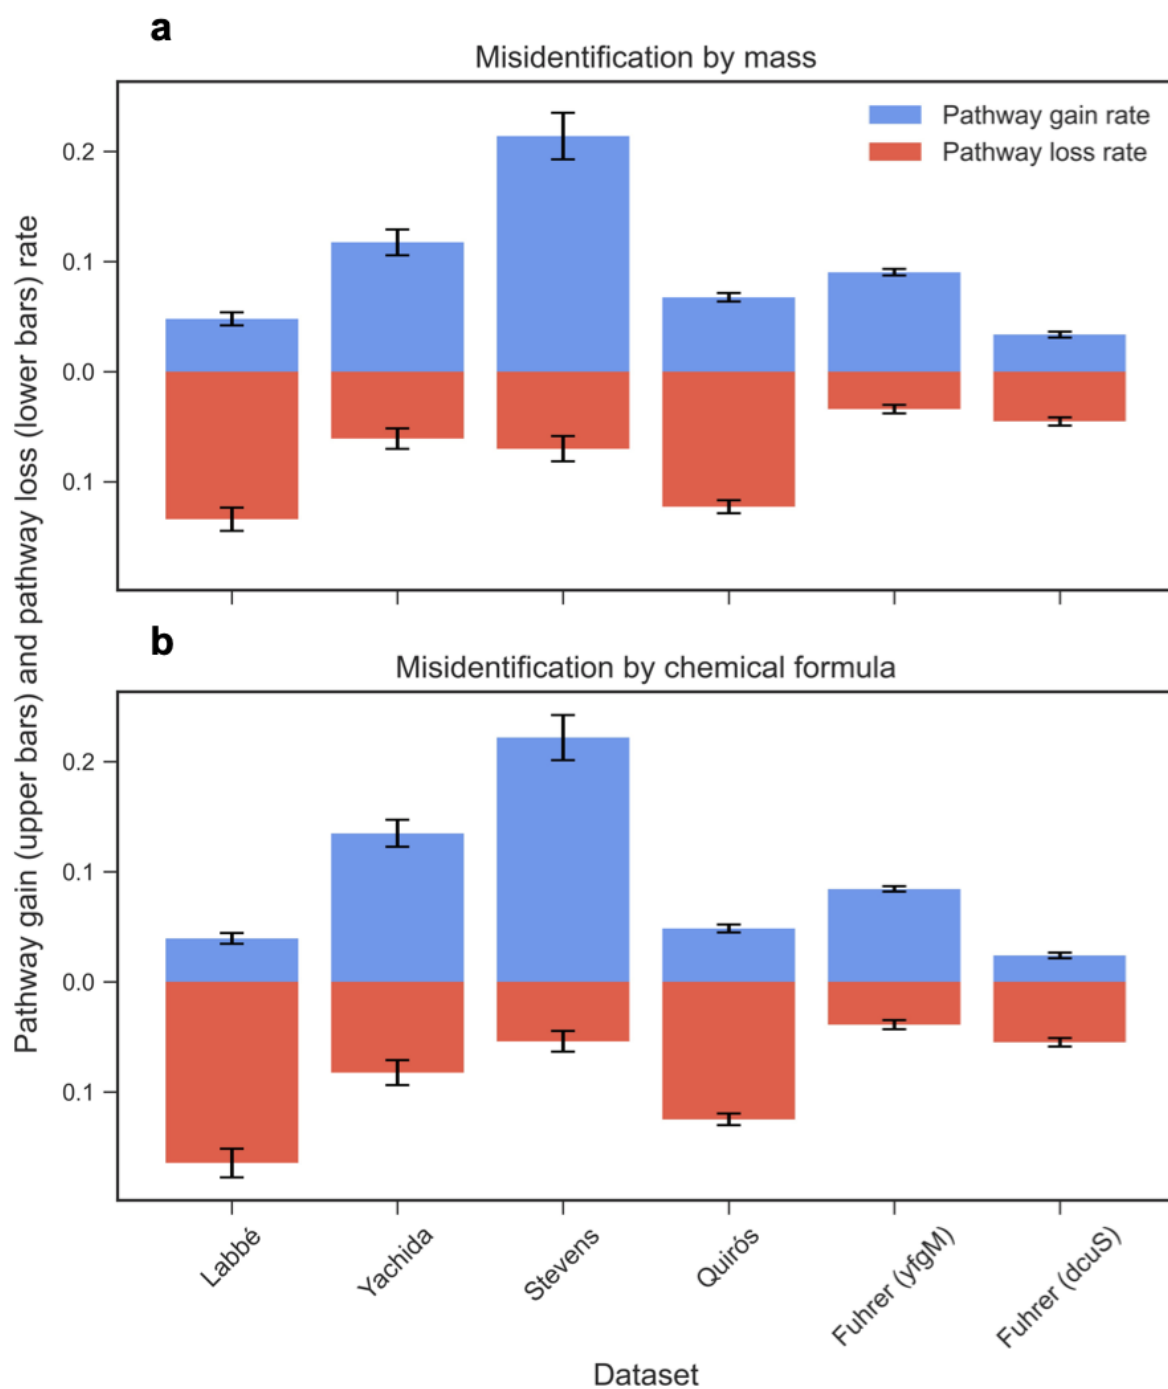 a
Misidentification by mass
Pathway gain rate
Pathway loss rate
0.2
0.1
0.0
0.1
Pathway gain (upper bars) and pathway loss (lower bars) rate
b
Misidentification by chemical formula
0.2
0.1
0.0
0.1
Labbé
Yachida
Stevens
Quirós
Fuhrer (yfgM)
Fuhrer (dcuS)
Dataset